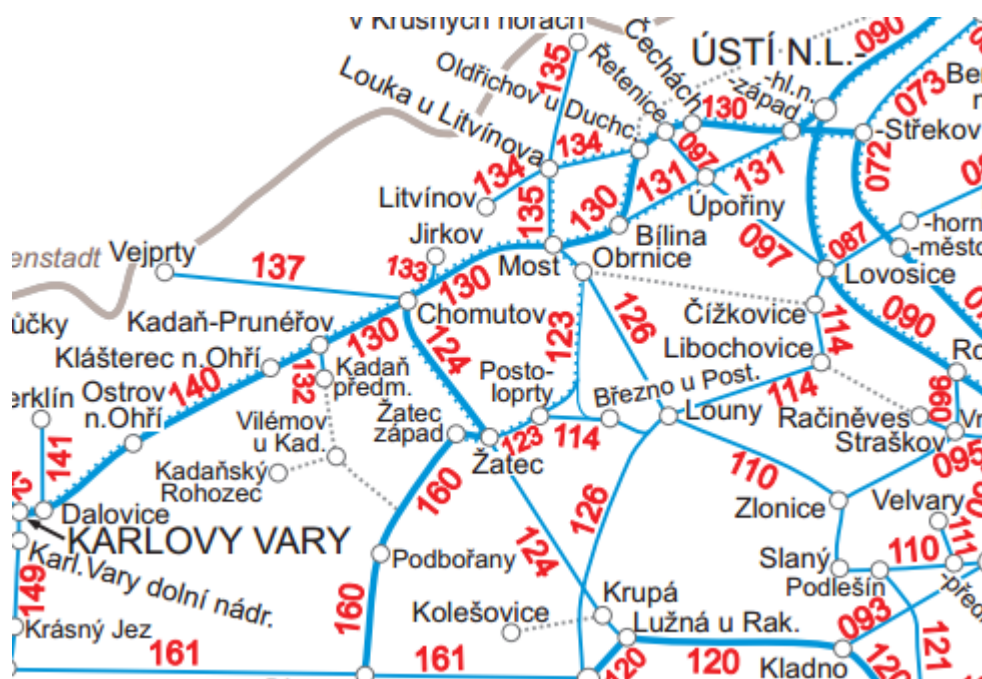 v Krušných horách
Čechách
ÚSTÍ N.L.-
090
Řetenice
135
Oldřichov u Duchc.
-hl.n.
-západ
073
Louka u Litvínova
130
-Střekov
134
097
072
134
131
131
Litvínov
135
130
Úpořiny
Jirkov
Bílina
097
087
-město
Vejprty
137
133
130
Most
Obrnice
Lovosice
Chomutov
Čížkovice
Kadaň-Prunéřov
130
124
123
126
090
114
Klášterec n.Ohří
Libochovice
140
132
Kadaň
předm.
Posto-
loprty
Březno u Post.
114
Ostrov
n.Ohří
Vilémov
u Kad.
Žatec
západ
123
114
Louny
Račiněves
096
Straškov
141
Žatec
095
Kadaňský
Rohozec
160
110
126
Zlonice
Velvary
Dalovice
KARLOVY VARY
124
Slaný
110
111
Karl.Vary dolní nádr.
Podbořany
Podlešín
149
160
Kolešovice
Krupá
093
Krásný Jez
Lužná u Rak.
121
161
161
120
120
Kladno
120